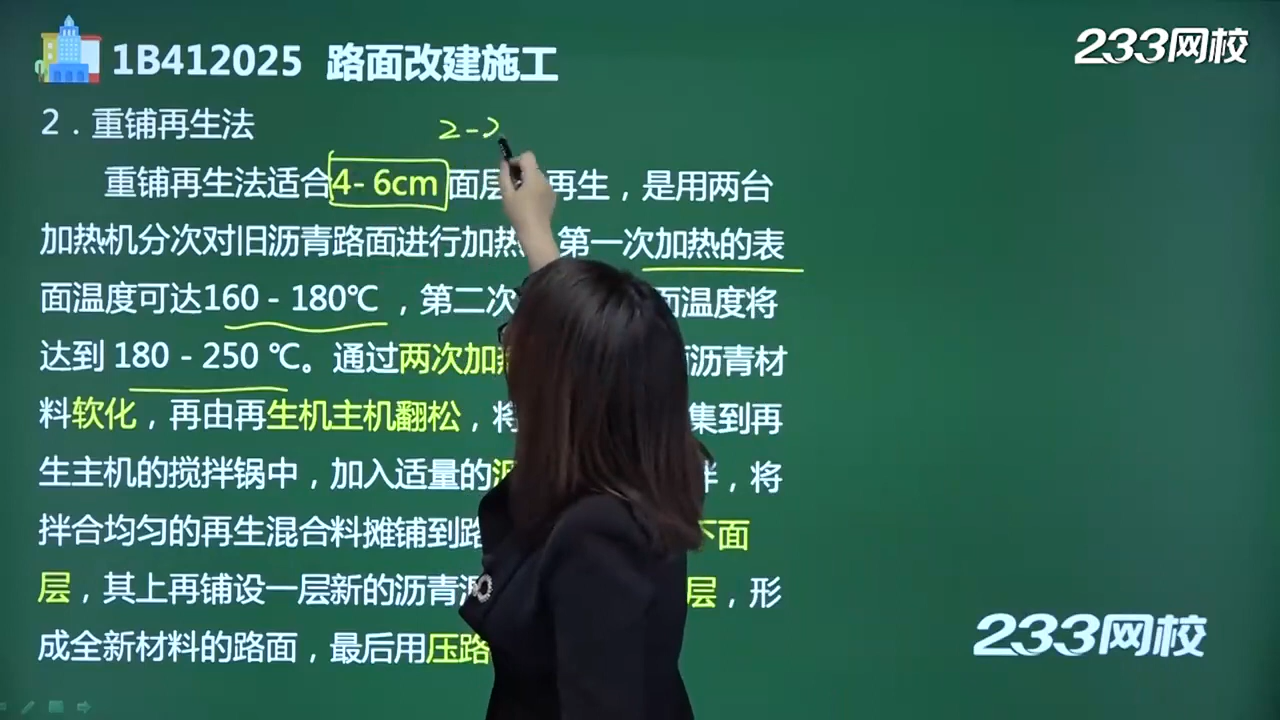 1B412025 路面改建施工
233网校
2．重铺再生法
2-2
重铺再生法适合4-6cm面层 再生，是用两台
加热机分次对旧沥青路面进行加热 第一次加热的表
面温度可达160－180℃ ，第二次 面温度将
达到 180－250 ℃。通过两次加 沥青材
料软化，再由再生机主机翻松，将 集到再
生主机的搅拌锅中，加入适量的 ，将
拌合均匀的再生混合料摊铺到路 下面
层，其上再铺设一层新的沥青 层，形
成全新材料的路面，最后用压路
233网校